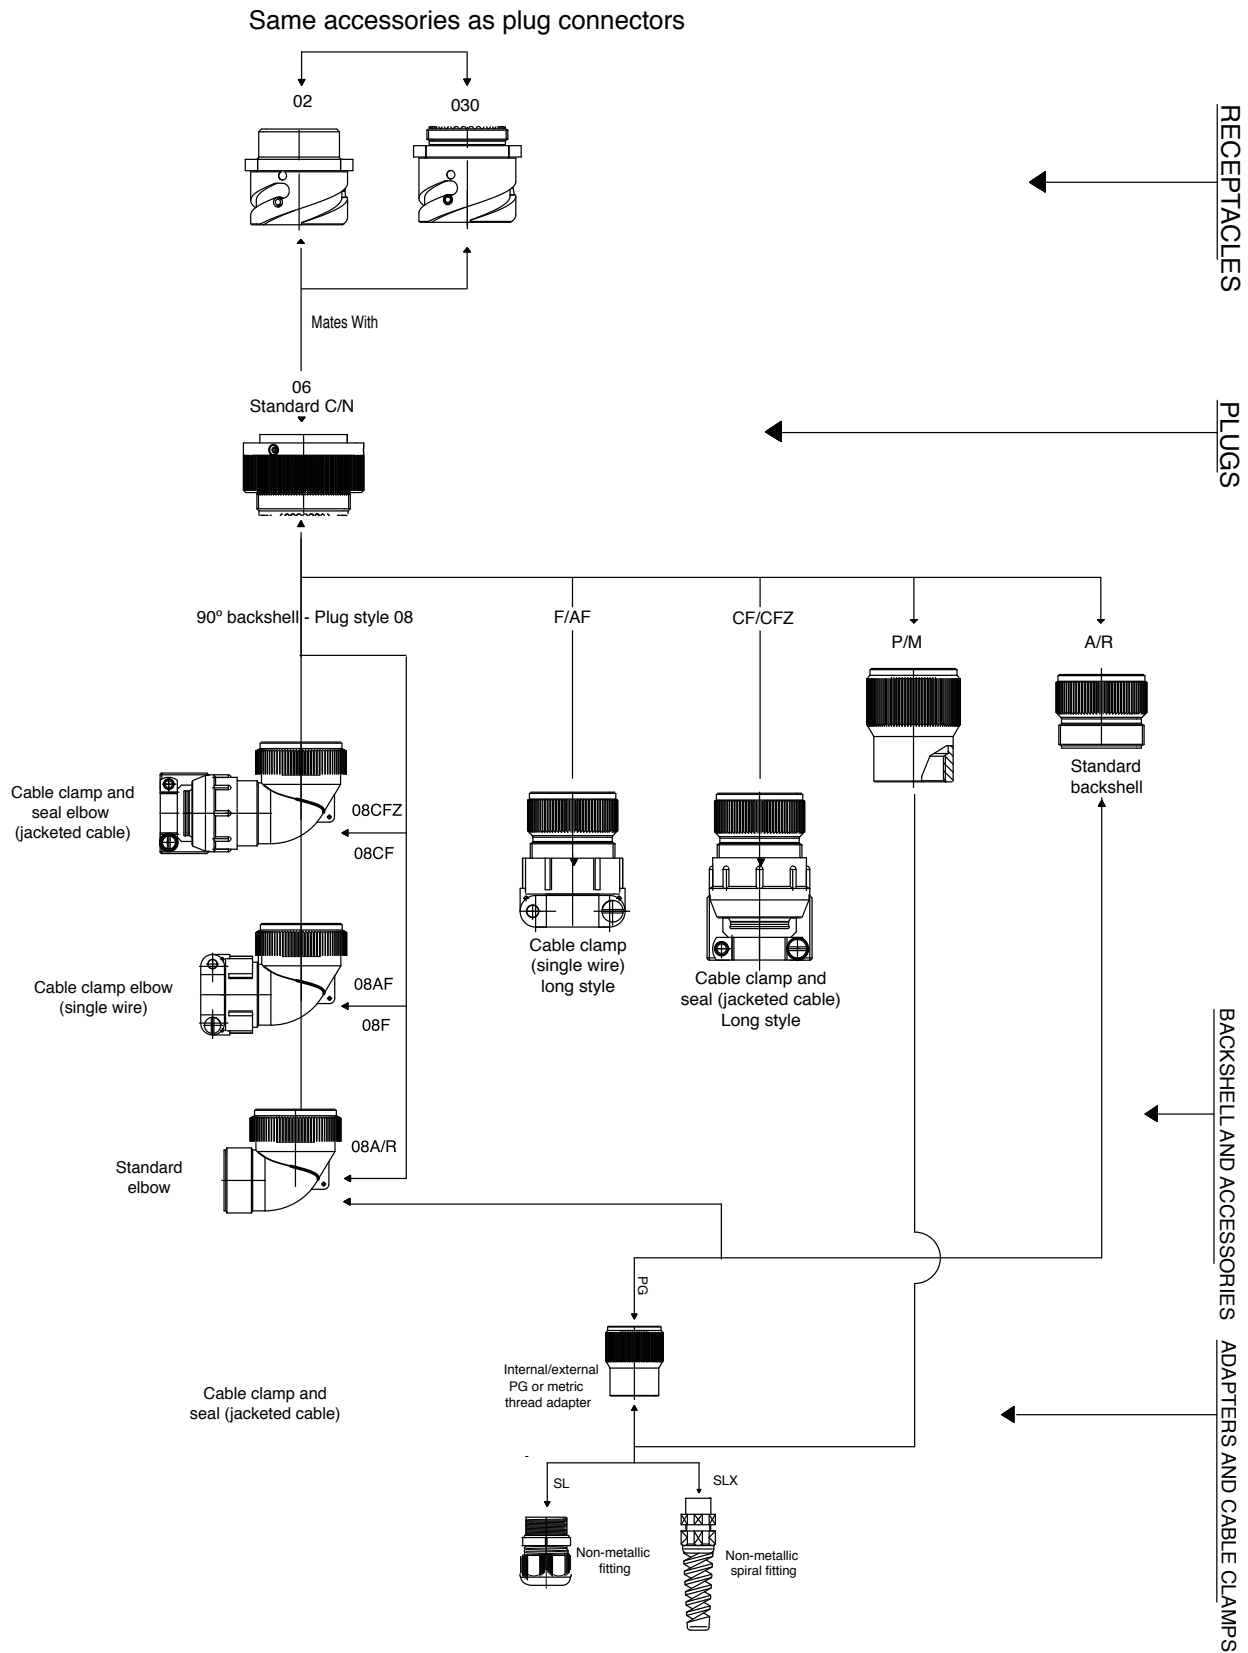 Same accessories as plug connectors
02
030
RECEPTACLES
Mates With
06
Standard C/N
PLUGS
90º backshell - Plug style 08
F/AF
CF/CFZ
P/M
A/R
Standard
backshell
Cable clamp and
seal elbow
(jacketed cable)
08CFZ
08CF
Cable clamp
(single wire)
long style
Cable clamp and
seal (jacketed cable)
Long style
Cable clamp elbow
(single wire)
08AF
08F
BACKSHELL AND ACCESSORIES
08A/R
Standard
elbow
PG
Internal/external
PG or metric
thread adapter
Cable clamp and
seal (jacketed cable)
ADAPTERS AND CABLE CLAMPS
SL
SLX
Non-metallic
fitting
Non-metallic
spiral fitting